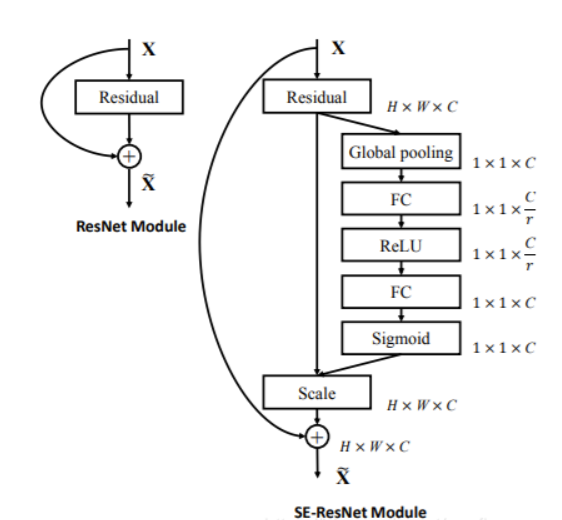 X
Residual
+
X̃
ResNet Module
X
Residual
H × W × C
Global pooling
1 × 1 × C
FC
1 × 1 × C/r
ReLU
1 × 1 × C/r
FC
1 × 1 × C
Sigmoid
1 × 1 × C
Scale
H × W × C
+
H × W × C
X̃
SE-ResNet Module